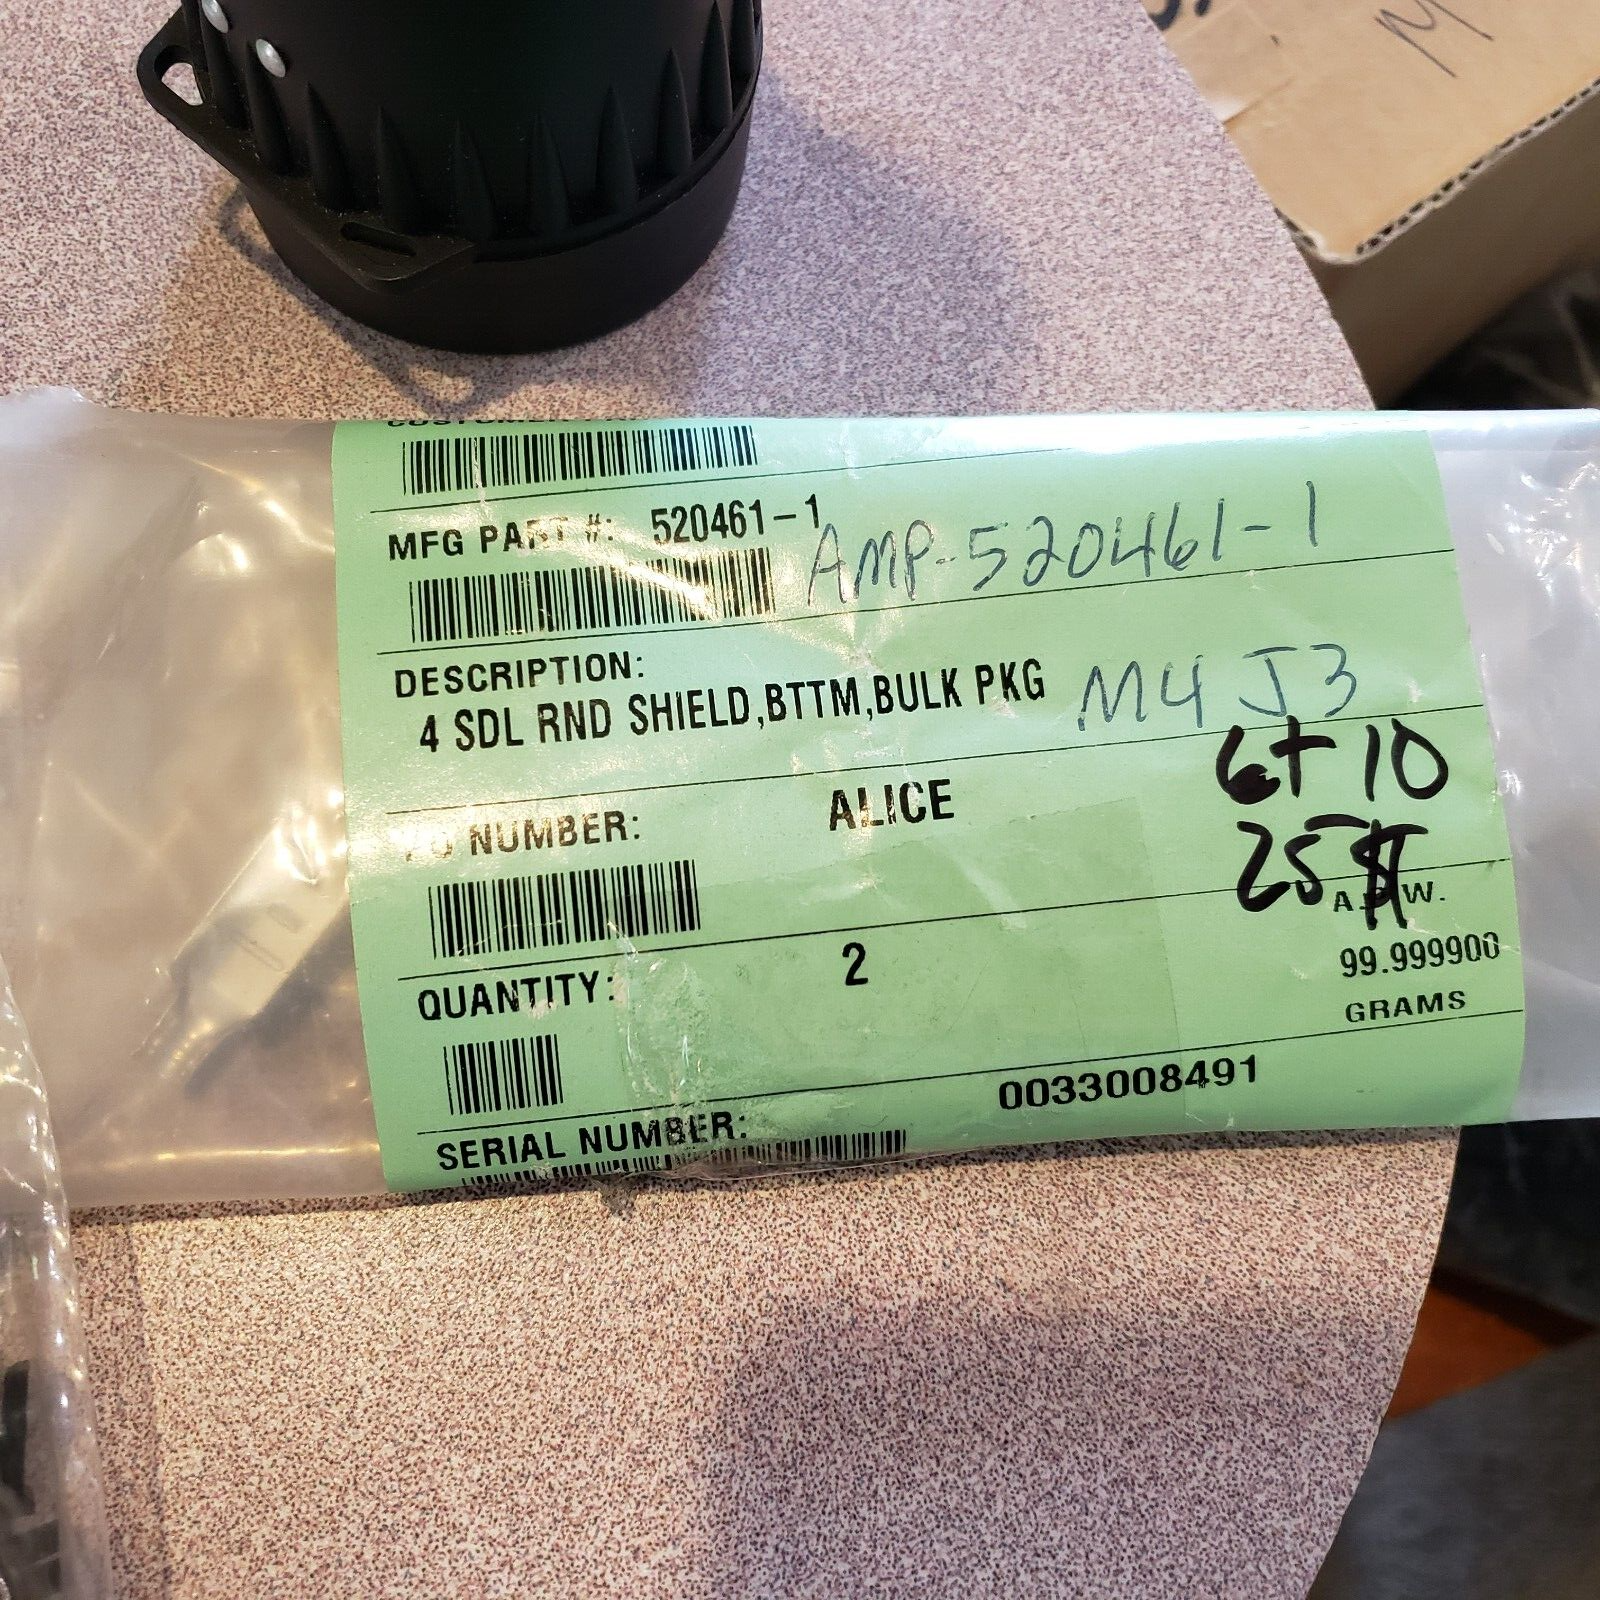 M
MFG PART #: 520461-1
AMP-520461-1
DESCRIPTION:
4 SDL RND SHIELD,BTTM,BULK PKG
M4 J3
6+10
PO NUMBER: ALICE
25 $
A.P.W.
99.999900
QUANTITY: 2
GRAMS
0033008491
SERIAL NUMBER: